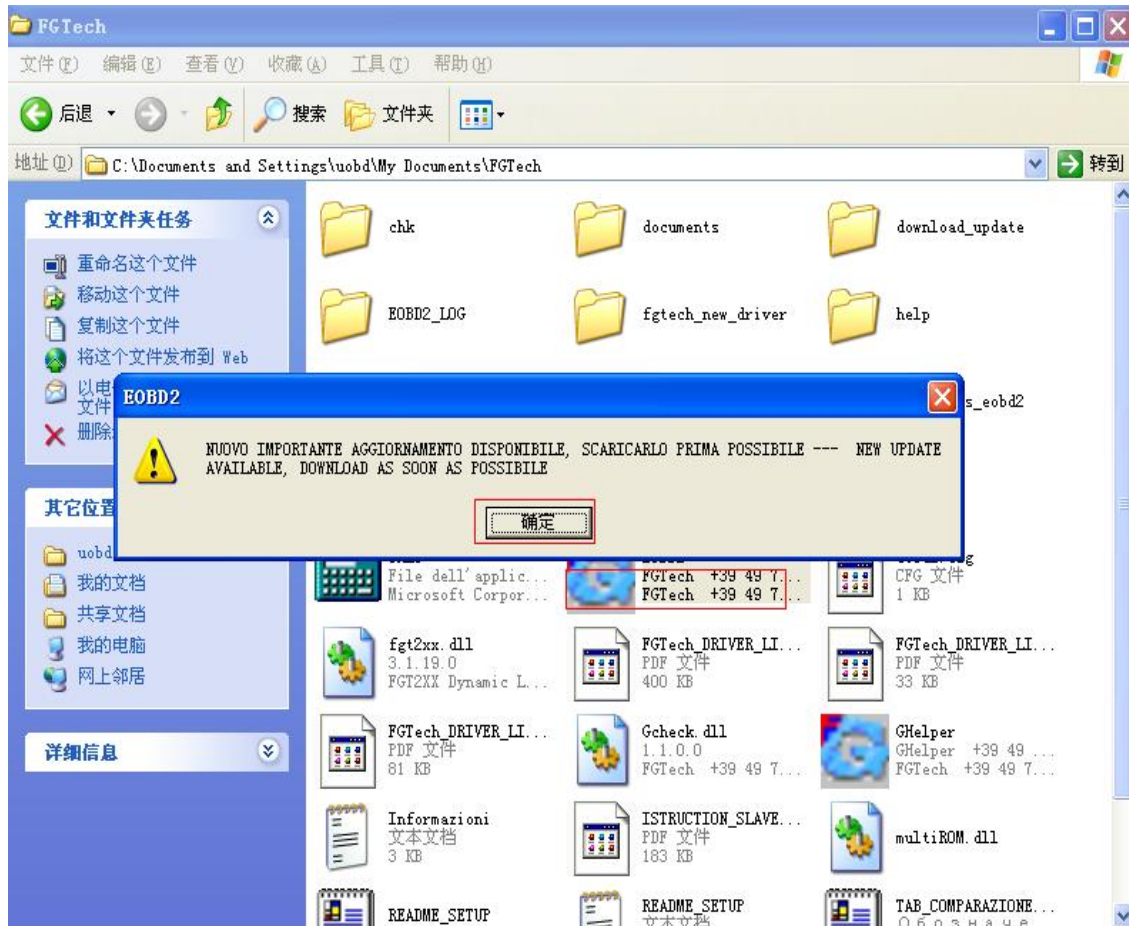 FGTech
文件(F) 编辑(E) 查看(V) 收藏(A) 工具(T) 帮助(H)
后退 搜索 文件夹
地址(D) C:\Documents and Settings\uobd\My Documents\FGTech 转到
文件和文件夹任务
重命名这个文件
移动这个文件
复制这个文件
将这个文件发布到 Web
以电
文件
删除
其它位置
uobd
我的文档
共享文档
我的电脑
网上邻居
详细信息
chk documents download_update
EOBD2_LOG fgtech_new_driver help
s_eobd2
EOBD2
NUOVO IMPORTANTE AGGIORNAMENTO DISPONIBILE, SCARICARLO PRIMA POSSIBILE --- NEW UPDATE
AVAILABLE, DOWNLOAD AS SOON AS POSSIBILE
确定
File dell'applic... FGTech +39 49 7... CFG 文件
Microsoft Corpor... FGTech +39 49 7... 1 KB
fgt2xx.dll FGTech_DRIVER_LI... FGTech_DRIVER_LI...
3.1.19.0 PDF 文件 PDF 文件
FGT2XX Dynamic L... 400 KB 33 KB
FGTech_DRIVER_LI... Gcheck.dll GHelper
PDF 文件 1.1.0.0 GHelper +39 49 ...
81 KB FGTech +39 49 7... FGTech +39 49 7...
Informazioni ISTRUCTION_SLAVE... multiROM.dll
文本文档 PDF 文件
3 KB 183 KB
README_SETUP README_SETUP TAB_COMPARAZIONE...
文本文档